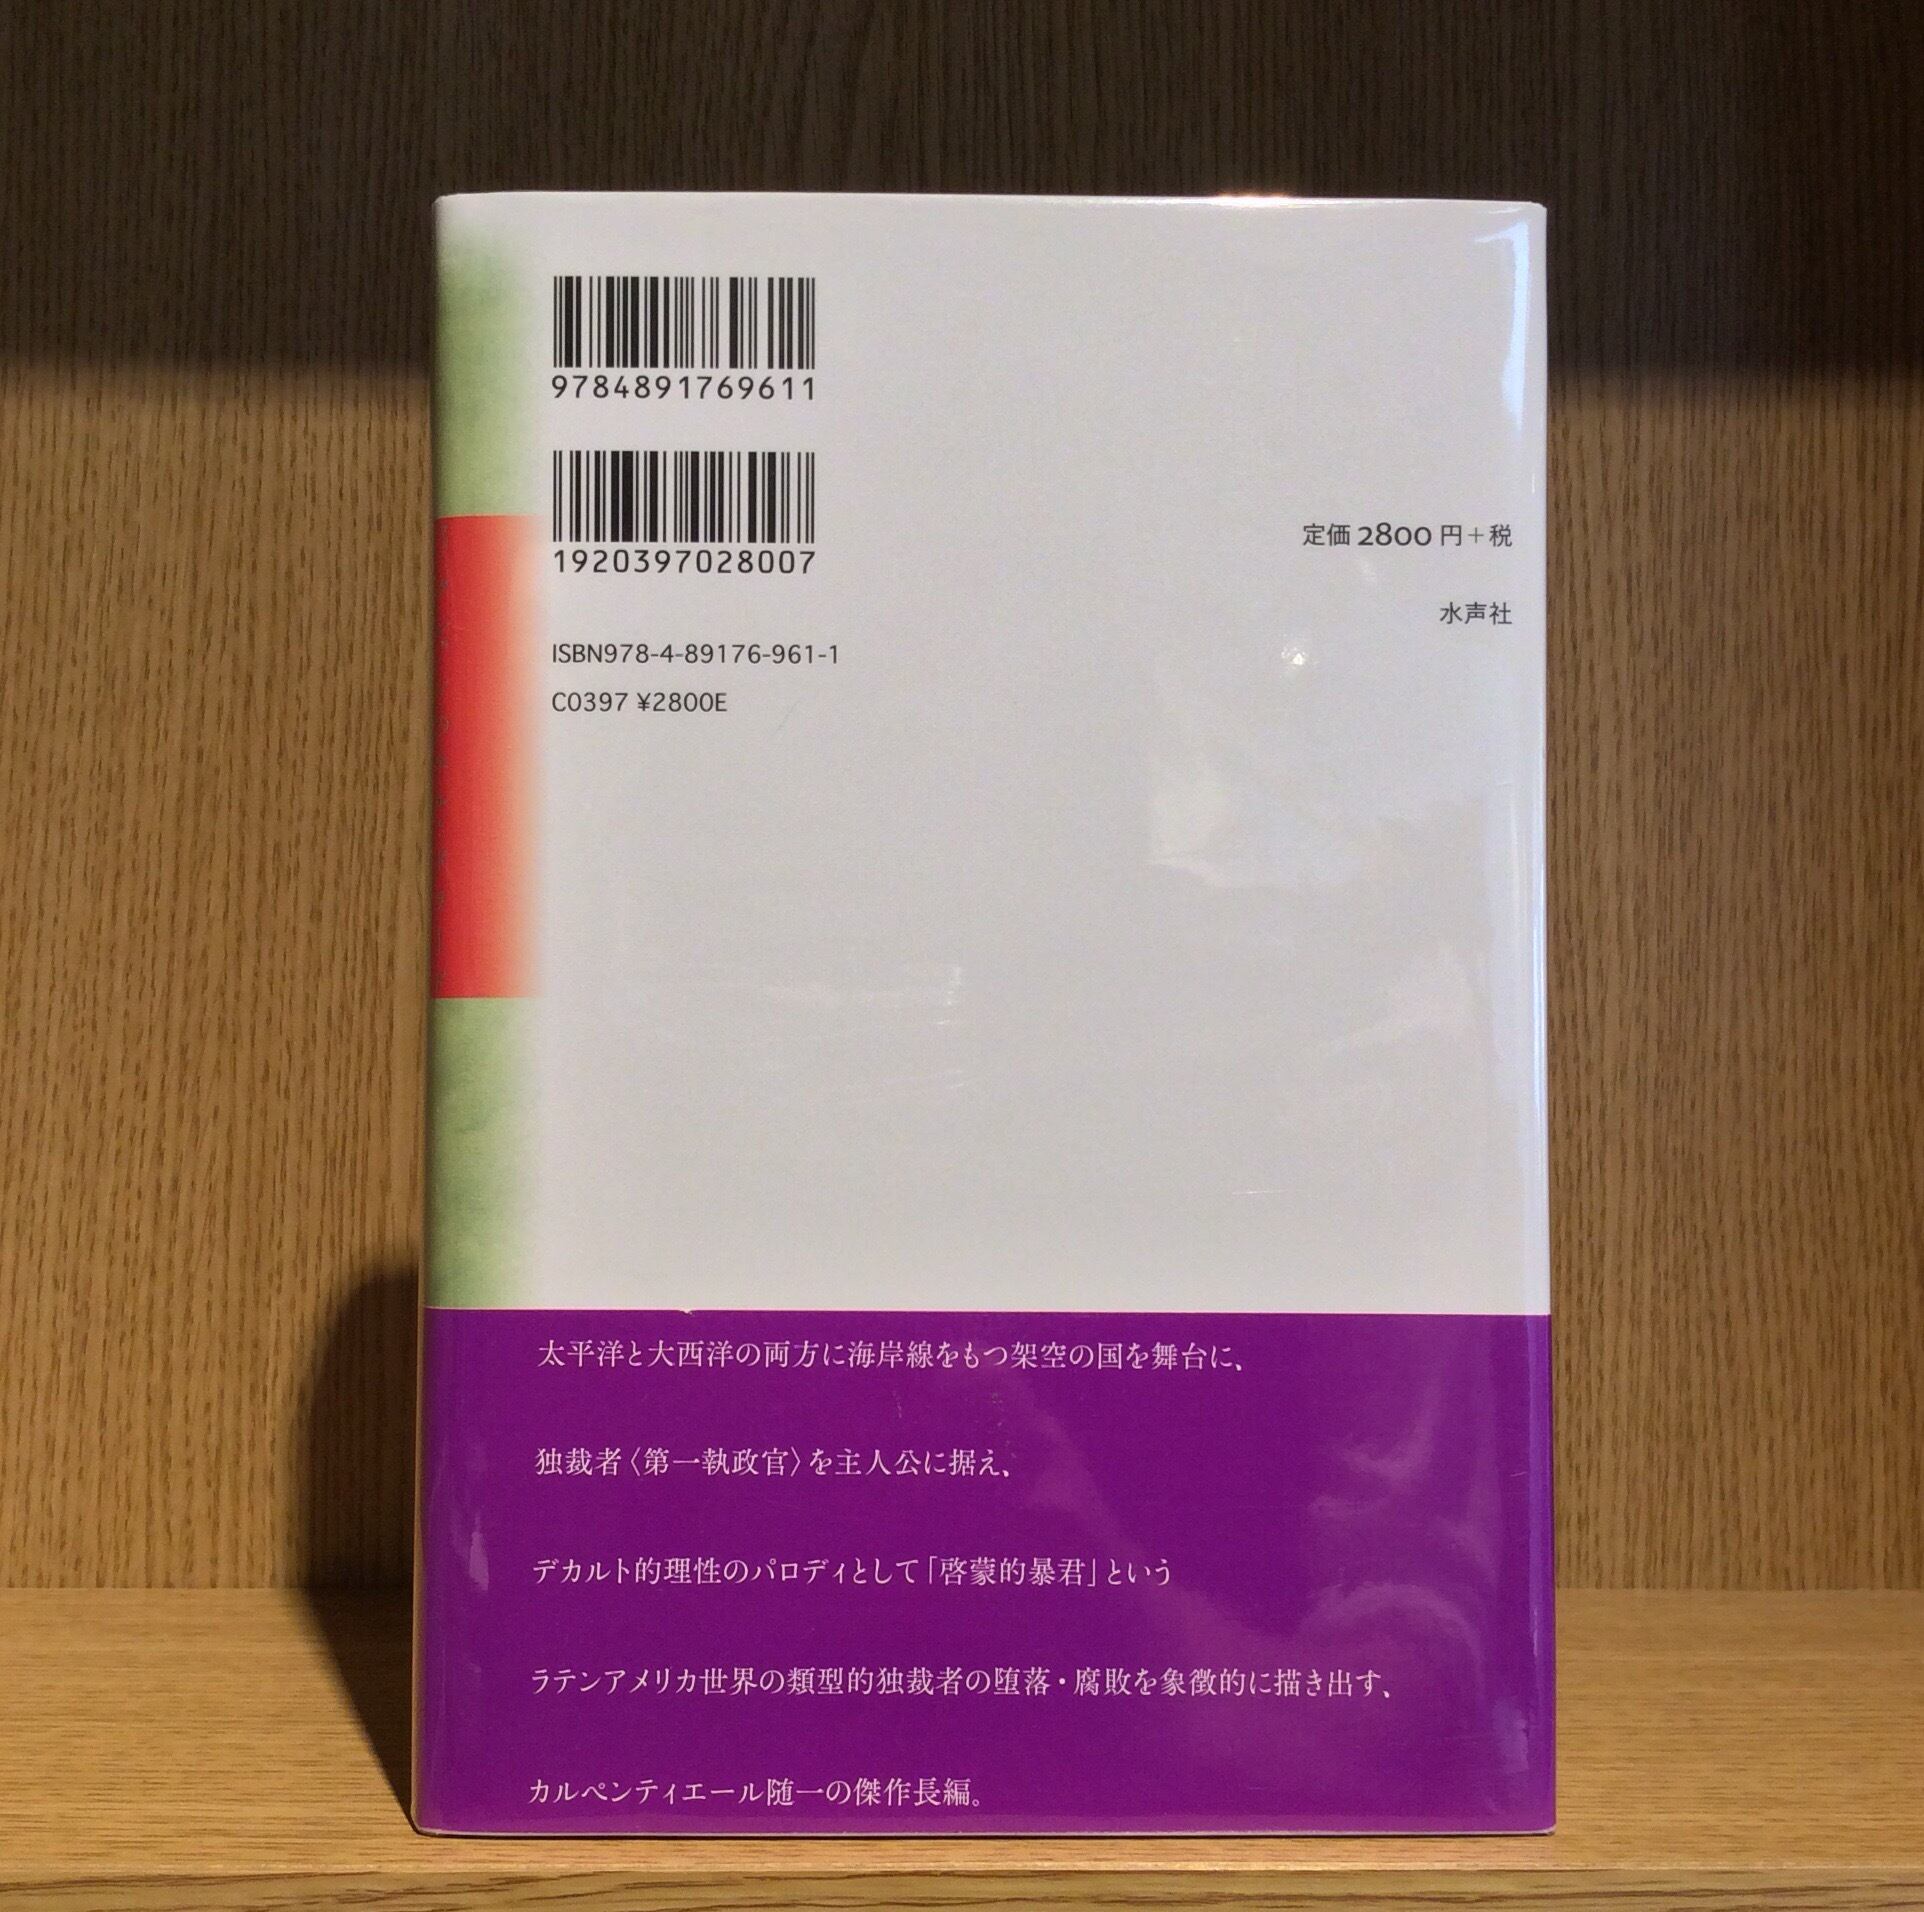 9784891769611
1920397028007
ISBN978-4-89176-961-1
C0397 ¥2800E
定価2800円+税
水声社
太平洋と大西洋の両方に海岸線をもつ架空の国を舞台に、
独裁者〈第一執政官〉を主人公に据え、
デカルト的理性のパロディとして「啓蒙的暴君」という
ラテンアメリカ世界の類型的独裁者の堕落・腐敗を象徴的に描き出す、
カルペンティエール随一の傑作長編。